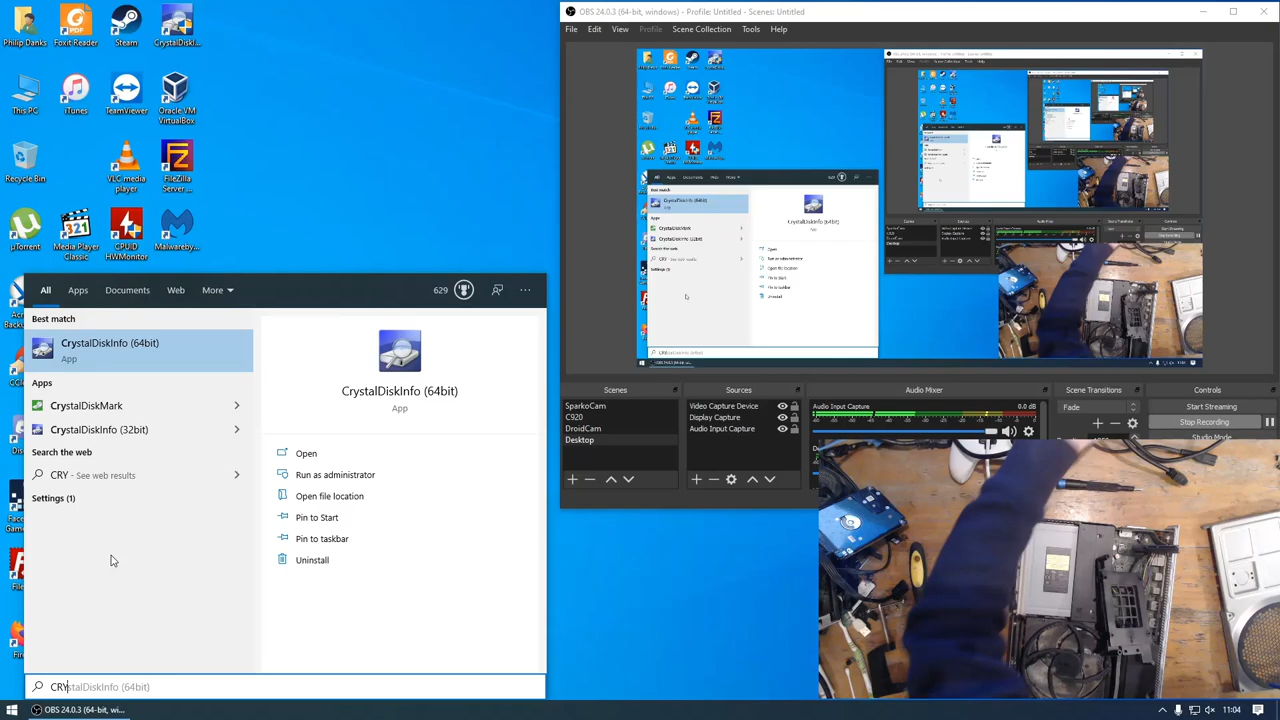 OBS 24.0.3 (64-bit, windows) - Profile: Untitled - Scenes: Untitled
File Edit View Profile Scene Collection Tools Help
Philip Danks
Foxit Reader
Steam
CrystalDiskI...
This PC
iTunes
TeamViewer
Oracle VM
VirtualBox
Recycle Bin
VLC media
player
FileZilla
Server ...
µTorrent
Media Player
Classic
CPUID
HWMonitor
Malwareby...
All Documents Web More 629 ...
Best match
CrystalDiskInfo (64bit)
App
Apps
CrystalDiskMark
CrystalDiskInfo (32bit)
Search the web
CRY - See web results
Settings (1)
CrystalDiskInfo (64bit)
App
Open
Run as administrator
Open file location
Pin to Start
Pin to taskbar
Uninstall
CRYstalDiskInfo (64bit)
Scenes
SparkoCam
C920
DroidCam
Desktop
Sources
Video Capture Device
Display Capture
Audio Input Capture
Audio Mixer
Audio Input Capture 0.0 dB
Scene Transitions
Fade
Controls
Start Streaming
Stop Recording
Studio Mode
OBS 24.0.3 (64-bit, wi...
11:04